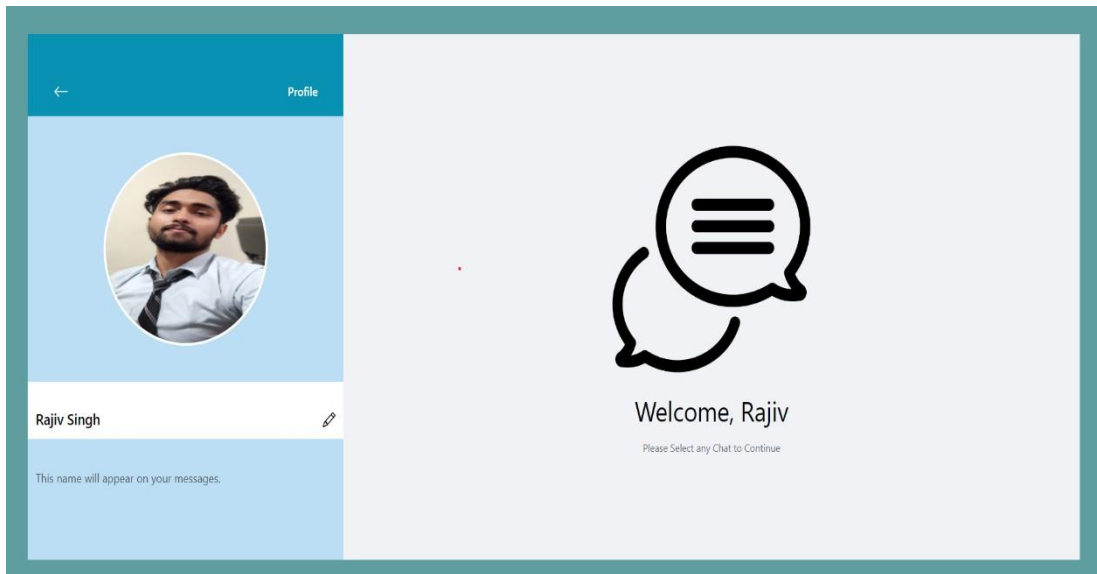 Profile
Rajiv Singh
This name will appear on your messages.
Welcome, Rajiv
Please Select any Chat to Continue